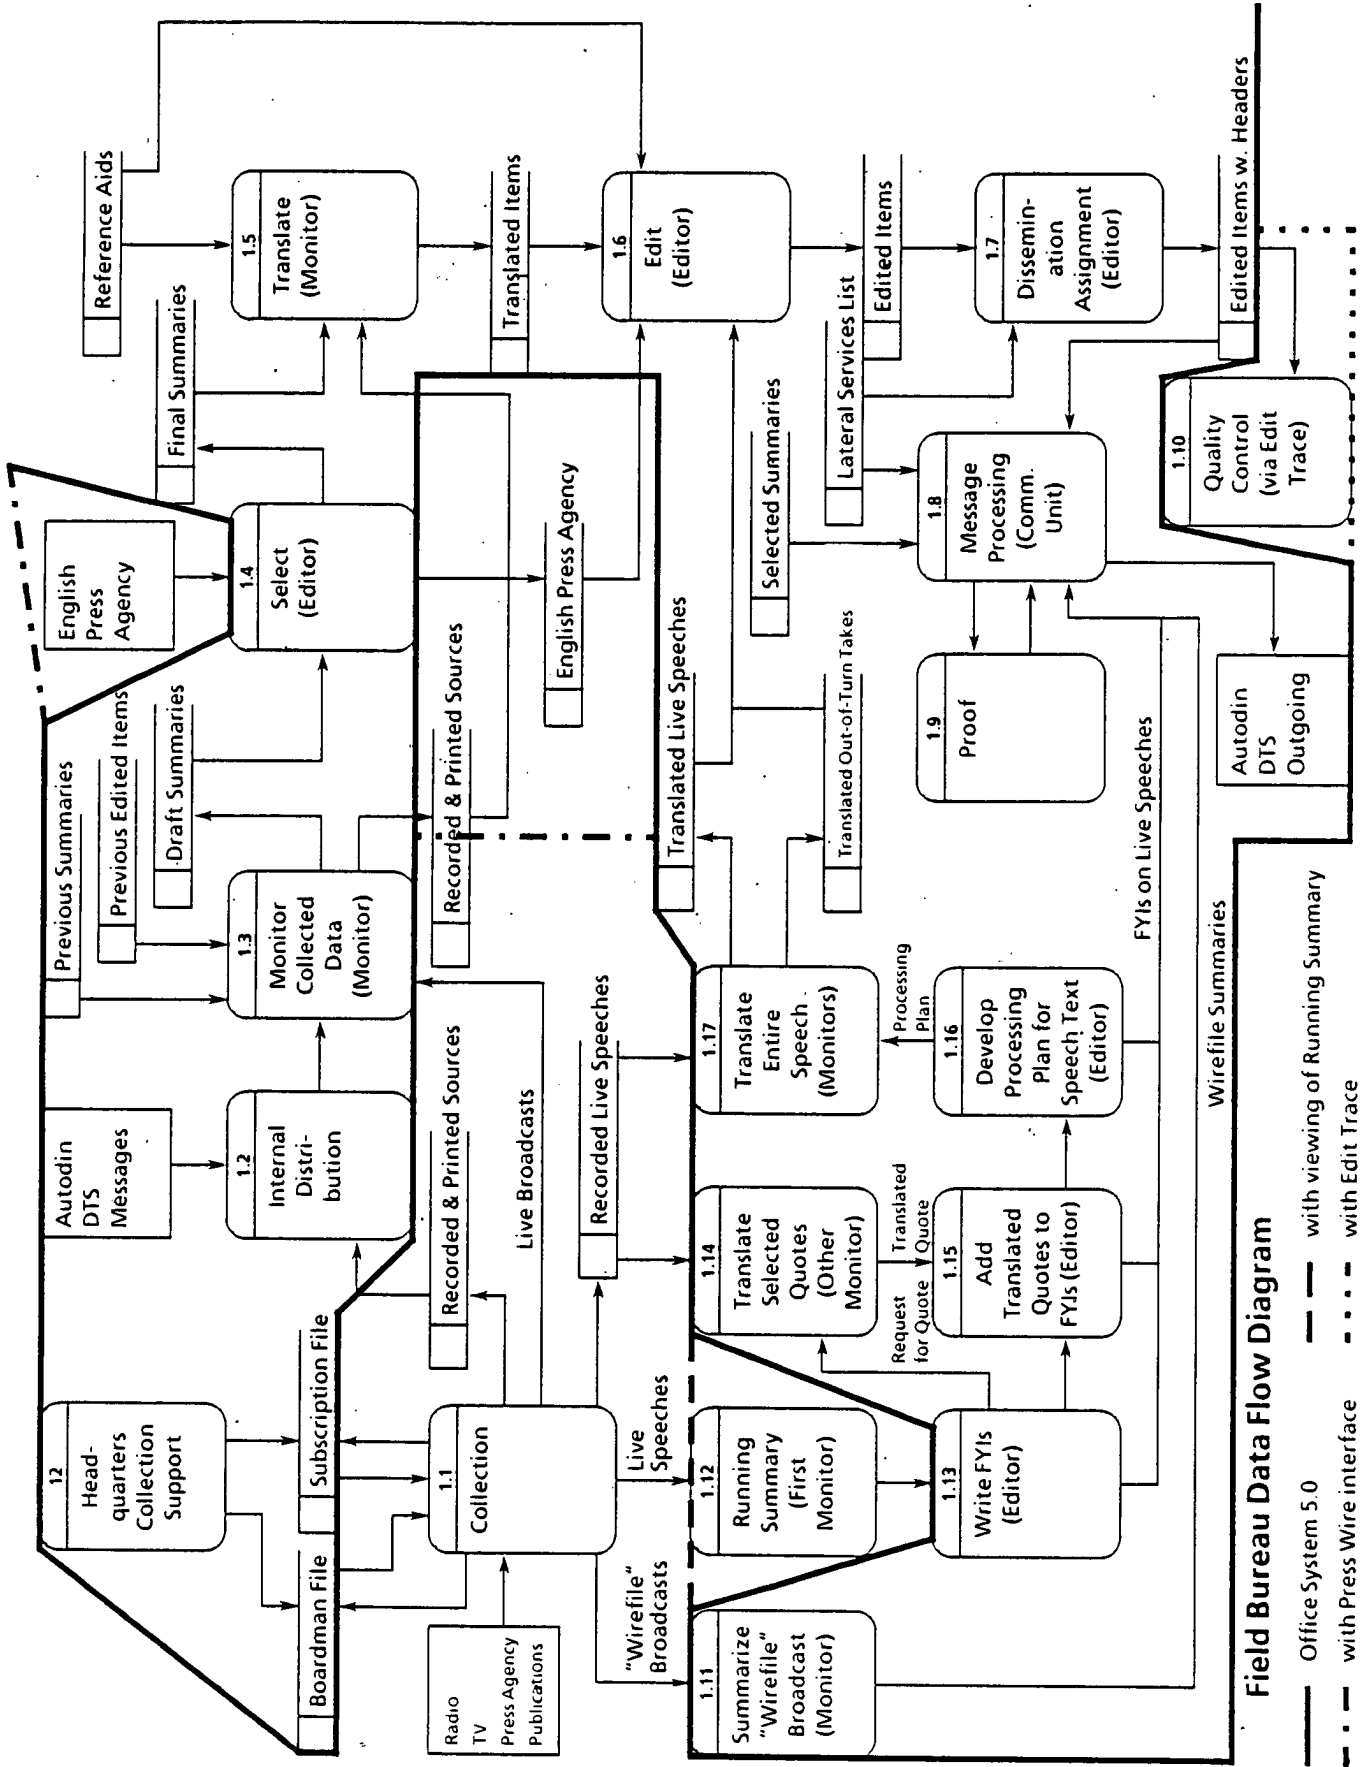 12
Head-
quarters
Collection
Support
Autodin
DTS
Messages
Previous Summaries
Previous Edited Items
Draft Summaries
English
Press
Agency
Final Summaries
Reference Aids
Boardman File
Subscription File
1.2
Internal
Distri-
bution
1.3
Monitor
Collected
Data
(Monitor)
1.4
Select
(Editor)
1.5
Translate
(Monitor)
Radio
TV
Press Agency
Publications
1.1
Collection
Recorded & Printed Sources
Live Broadcasts
Recorded & Printed Sources
English Press Agency
Translated Items
"Wirefile"
Broadcasts
Live
Speeches
Recorded Live Speeches
Translated Live Speeches
1.6
Edit
(Editor)
1.11
Summarize
"Wirefile"
Broadcast
(Monitor)
1.12
Running
Summary
(First
Monitor)
1.14
Translate
Selected
Quotes
(Other
Monitor)
1.17
Translate
Entire
Speech
(Monitors)
Translated Out-of-Turn Takes
Selected Summaries
Lateral Services List
Edited Items
Request
for Quote
Translated
Quote
Processing
Plan
1.13
Write FYIs
(Editor)
1.15
Add
Translated
Quotes to
FYIs (Editor)
1.16
Develop
Processing
Plan for
Speech Text
(Editor)
1.9
Proof
1.8
Message
Processing
(Comm.
Unit)
1.7
Dissemin-
ation
Assignment
(Editor)
FYIs on Live Speeches
Wirefile Summaries
Autodin
DTS
Outgoing
1.10
Quality
Control
(via Edit
Trace)
Edited Items w. Headers
Field Bureau Data Flow Diagram
Office System 5.0
with viewing of Running Summary
with Press Wire interface
with Edit Trace